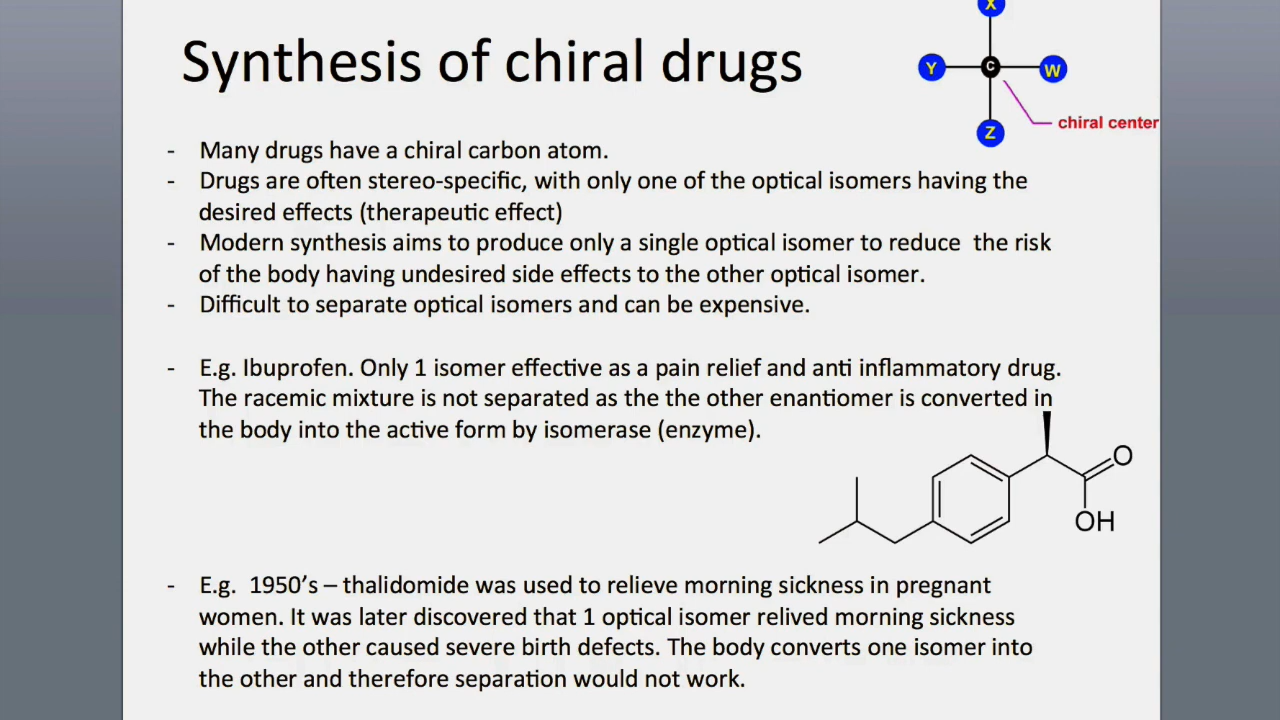 Synthesis of chiral drugs
X
Y
C
W
Z
chiral center
- Many drugs have a chiral carbon atom.
- Drugs are often stereo-specific, with only one of the optical isomers having the
desired effects (therapeutic effect)
- Modern synthesis aims to produce only a single optical isomer to reduce  the risk
of the body having undesired side effects to the other optical isomer.
- Difficult to separate optical isomers and can be expensive.
- E.g. Ibuprofen. Only 1 isomer effective as a pain relief and anti inflammatory drug.
The racemic mixture is not separated as the the other enantiomer is converted in
the body into the active form by isomerase (enzyme).
O
OH
- E.g.  1950’s – thalidomide was used to relieve morning sickness in pregnant
women. It was later discovered that 1 optical isomer relived morning sickness
while the other caused severe birth defects. The body converts one isomer into
the other and therefore separation would not work.